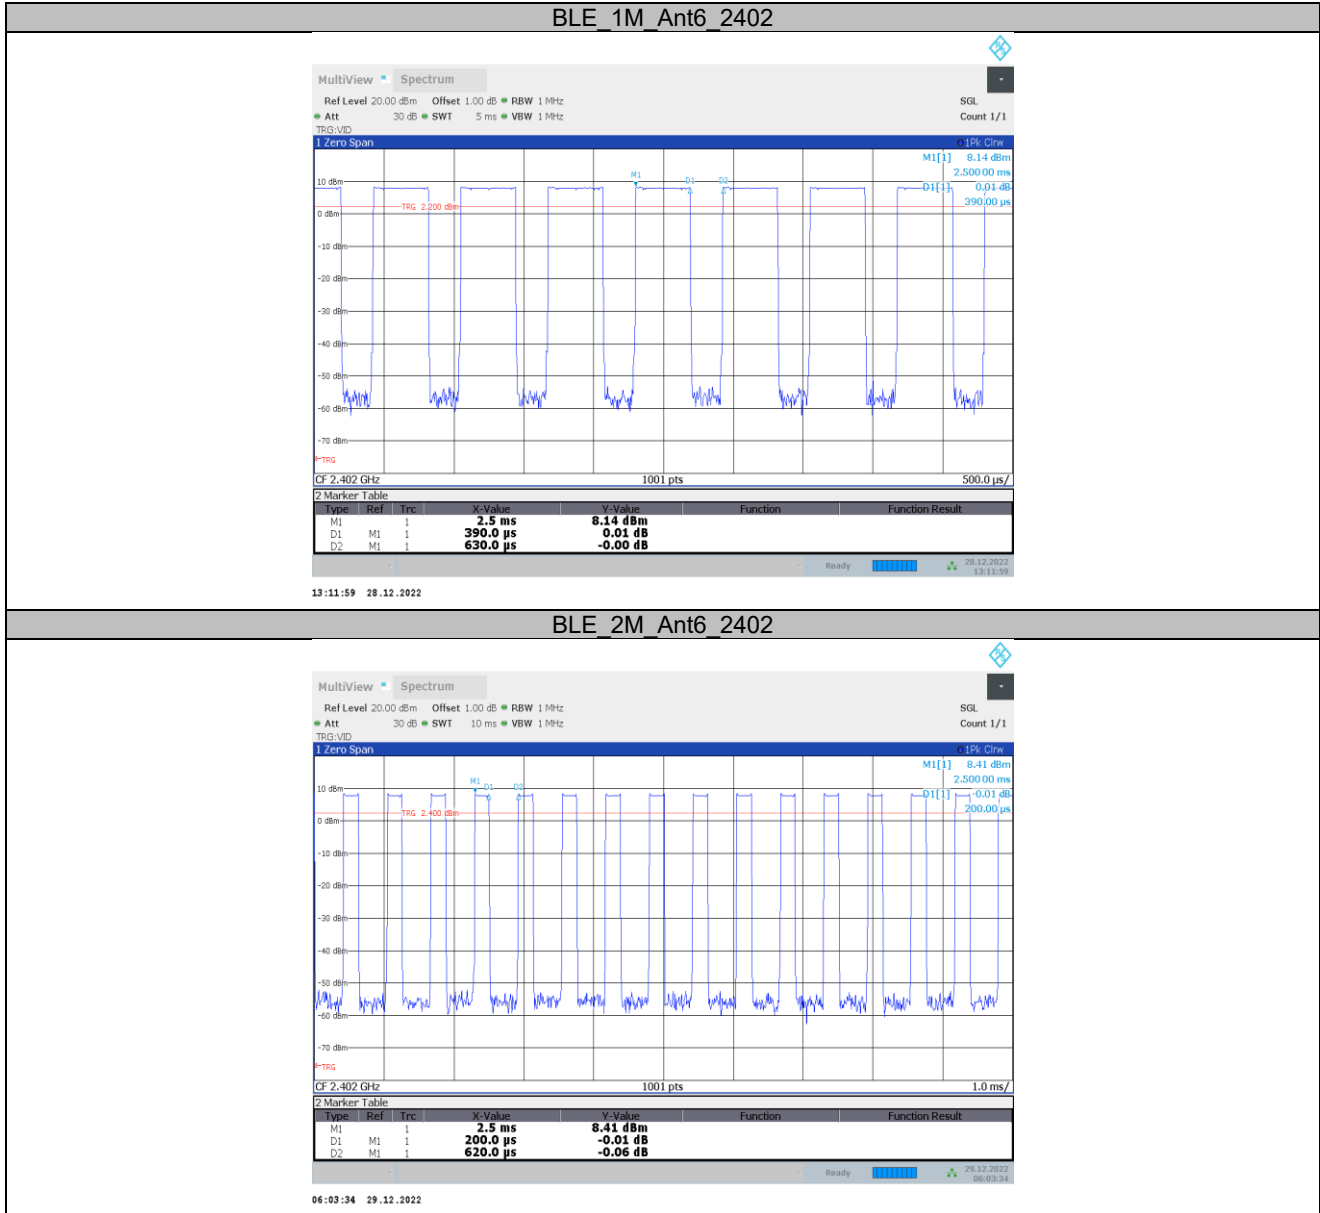 BLE_1M_Ant6_2402
MultiView Spectrum
Ref Level 20.00 dBm Offset 1.00 dB RBW 1 MHz SGL
Att 30 dB SWT 5 ms VBW 1 MHz Count 1/1
TRG:VID
1 Zero Span 1Pk Clrw
M1[1] 8.14 dBm
2.50000 ms
D1[1] 0.01 dB
390.00 µs
M1 D1 D2
10 dBm
TRG 2.200 dBm
0 dBm
-10 dBm
-20 dBm
-30 dBm
-40 dBm
-50 dBm
-60 dBm
-70 dBm
TRG
CF 2.402 GHz 1001 pts 500.0 µs/
2 Marker Table
Type Ref Trc X-Value Y-Value Function Function Result
M1 1 2.5 ms 8.14 dBm
D1 M1 1 390.0 µs 0.01 dB
D2 M1 1 630.0 µs -0.00 dB
Ready 28.12.2022
13:11:59
13:11:59 28.12.2022
BLE_2M_Ant6_2402
MultiView Spectrum
Ref Level 20.00 dBm Offset 1.00 dB RBW 1 MHz SGL
Att 30 dB SWT 10 ms VBW 1 MHz Count 1/1
TRG:VID
1 Zero Span 1Pk Clrw
M1[1] 8.41 dBm
2.50000 ms
D1[1] -0.01 dB
200.00 µs
M1 D1 D2
10 dBm
TRG 2.400 dBm
0 dBm
-10 dBm
-20 dBm
-30 dBm
-40 dBm
-50 dBm
-60 dBm
-70 dBm
TRG
CF 2.402 GHz 1001 pts 1.0 ms/
2 Marker Table
Type Ref Trc X-Value Y-Value Function Function Result
M1 1 2.5 ms 8.41 dBm
D1 M1 1 200.0 µs -0.01 dB
D2 M1 1 620.0 µs -0.06 dB
Ready 29.12.2022
06:03:34
06:03:34 29.12.2022